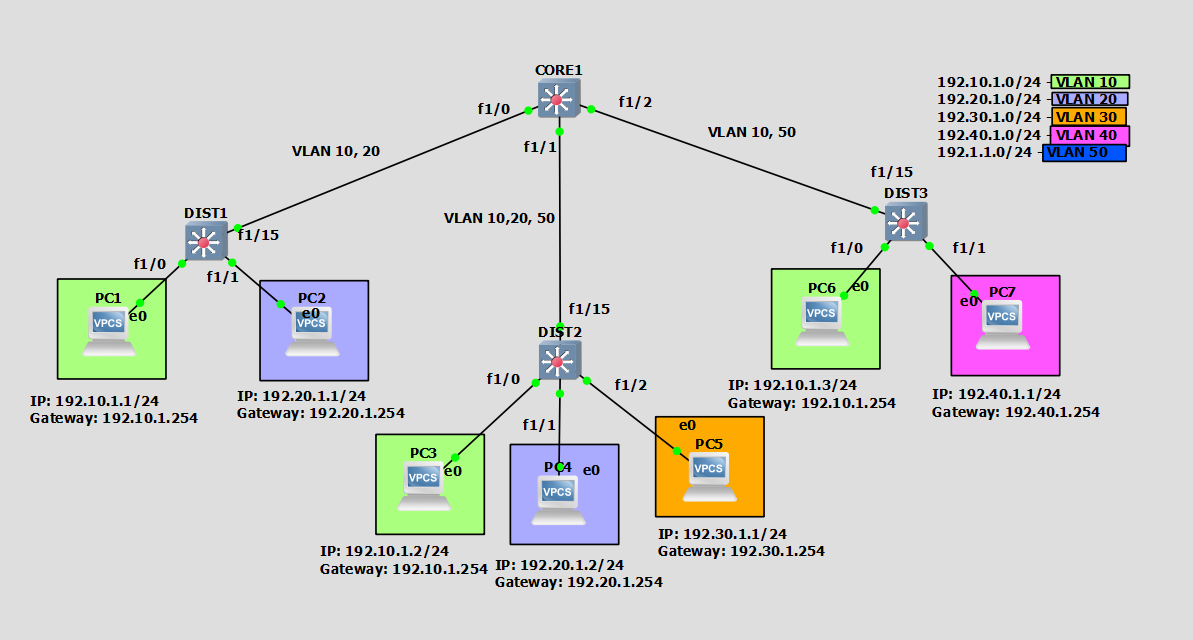 CORE1
f1/0
f1/2
f1/1
192.10.1.0/24 - VLAN 10
192.20.1.0/24 - VLAN 20
192.30.1.0/24 - VLAN 30
192.40.1.0/24 - VLAN 40
192.1.1.0/24 - VLAN 50
VLAN 10, 20
VLAN 10, 50
VLAN 10,20, 50
DIST1
f1/15
f1/0
f1/1
PC1
e0
VPCS
IP: 192.10.1.1/24
Gateway: 192.10.1.254
PC2
e0
VPCS
IP: 192.20.1.1/24
Gateway: 192.20.1.254
f1/15
DIST2
f1/0
f1/2
f1/1
PC3
e0
VPCS
IP: 192.10.1.2/24
Gateway: 192.10.1.254
PC4
e0
VPCS
IP: 192.20.1.2/24
Gateway: 192.20.1.254
e0
PC5
VPCS
IP: 192.30.1.1/24
Gateway: 192.30.1.254
f1/15
DIST3
f1/0
f1/1
PC6
e0
VPCS
IP: 192.10.1.3/24
Gateway: 192.10.1.254
PC7
e0
VPCS
IP: 192.40.1.1/24
Gateway: 192.40.1.254